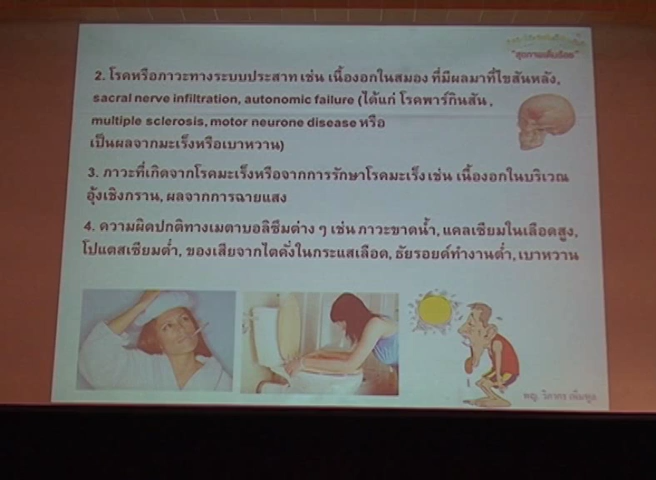 "สุขภาพเต็มร้อย"
2. โรคหรือภาวะทางระบบประสาท เช่น เนื้องอกในสมอง ที่มีผลมาที่ไขสันหลัง,
sacral nerve infiltration, autonomic failure (ได้แก่ โรคพาร์กินสัน ,
multiple sclerosis, motor neurone disease หรือ
เป็นผลจากมะเร็งหรือเบาหวาน)
3. ภาวะที่เกิดจากโรคมะเร็งหรือจากการรักษาโรคมะเร็ง เช่น เนื้องอกในบริเวณ
อุ้งเชิงกราน, ผลจากการฉายแสง
4. ความผิดปกติทางเมตาบอลิซึมต่าง ๆ เช่น ภาวะขาดน้ำ, แคลเซียมในเลือดสูง,
โปแตสเซียมต่ำ, ของเสียจากไตคั่งในกระแสเลือด, ธัยรอยด์ทำงานต่ำ, เบาหวาน